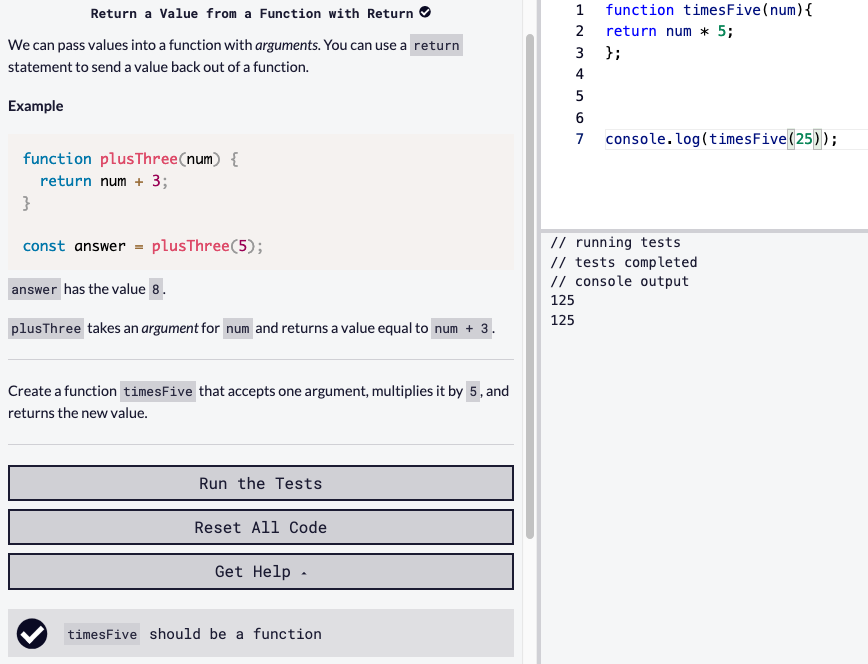 Return a Value from a Function with Return
We can pass values into a function with arguments. You can use a return
statement to send a value back out of a function.
Example
function plusThree(num) {
  return num + 3;
}
const answer = plusThree(5);
answer has the value 8.
plusThree takes an argument for num and returns a value equal to num + 3.
Create a function timesFive that accepts one argument, multiplies it by 5, and
returns the new value.
Run the Tests
Reset All Code
Get Help
timesFive should be a function
1 function timesFive(num){
2 return num * 5;
3 };
4
5
6
7 console.log(timesFive(25));
// running tests
// tests completed
// console output
125
125